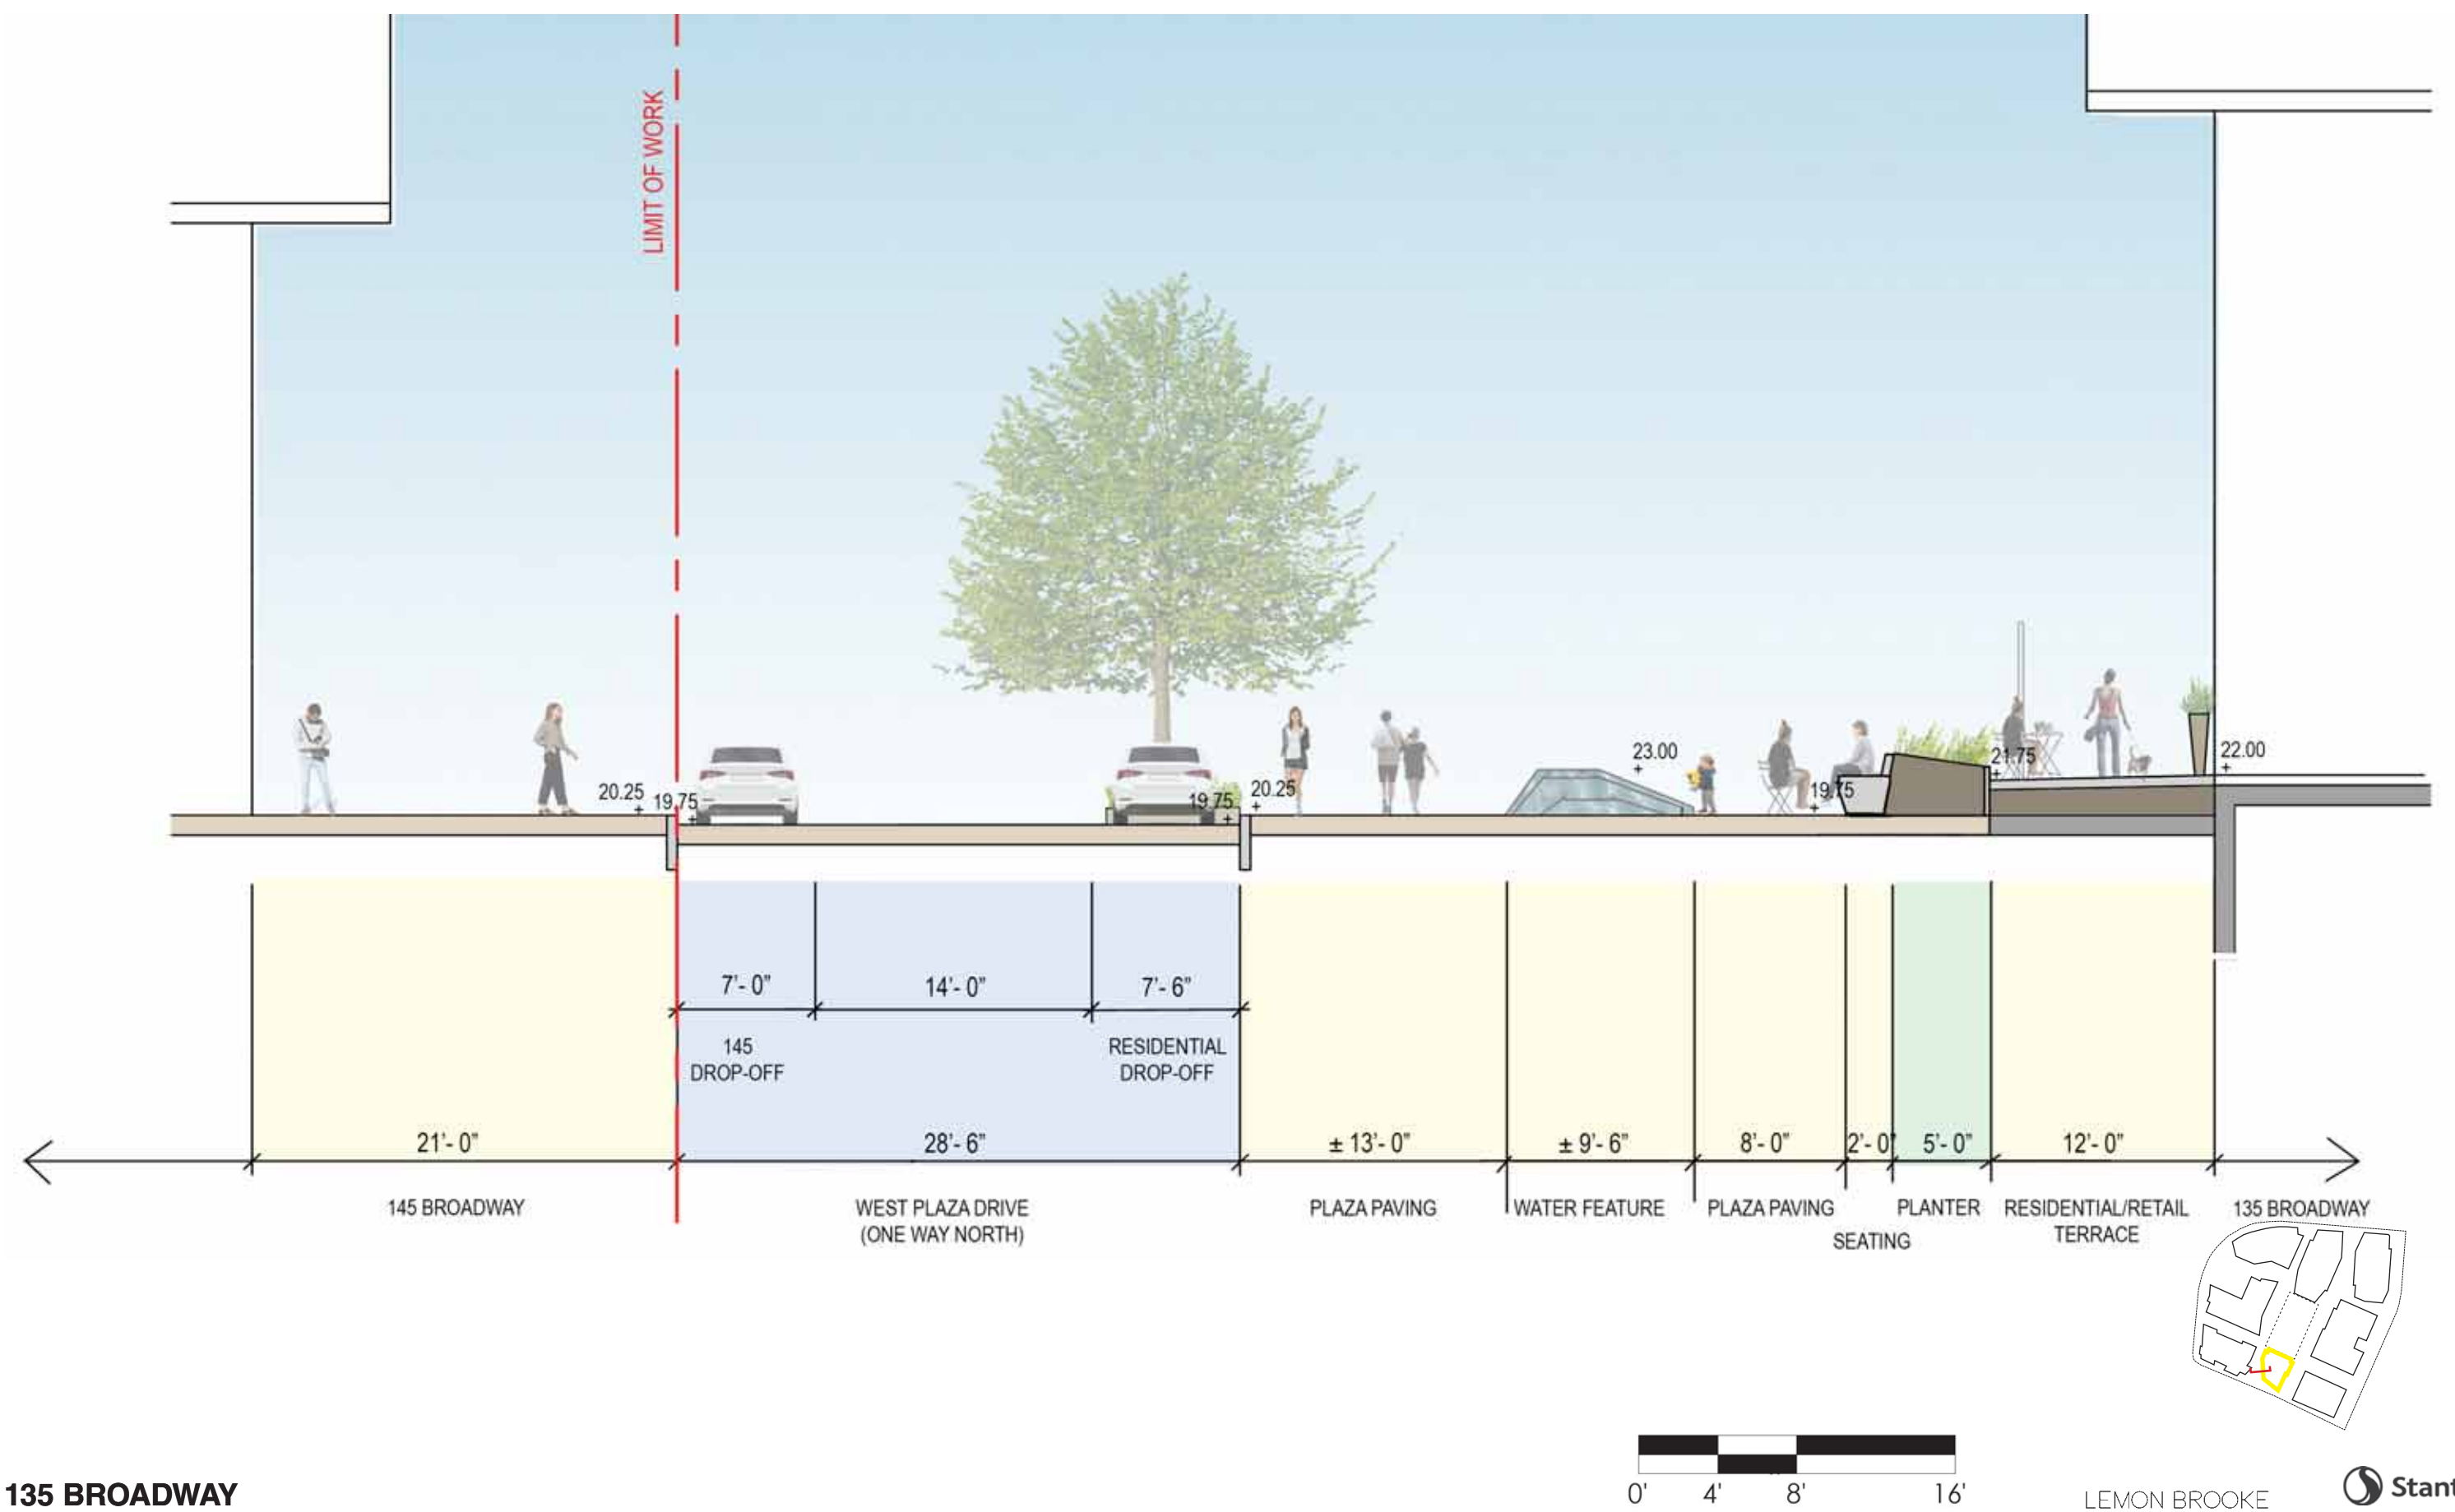 LIMIT OF WORK
23.00
21.75
22.00
20.25
19.75
19.75
20.25
19.75
7'- 0"
14'- 0"
7'- 6"
145
DROP-OFF
RESIDENTIAL
DROP-OFF
21'- 0"
28'- 6"
± 13'- 0"
± 9'- 6"
8'- 0"
2'- 0"
5'- 0"
12'- 0"
145 BROADWAY
WEST PLAZA DRIVE
(ONE WAY NORTH)
PLAZA PAVING
WATER FEATURE
PLAZA PAVING
SEATING
PLANTER
RESIDENTIAL/RETAIL
TERRACE
135 BROADWAY
0' 4' 8' 16'
135 BROADWAY
LEMON BROOKE
Stant